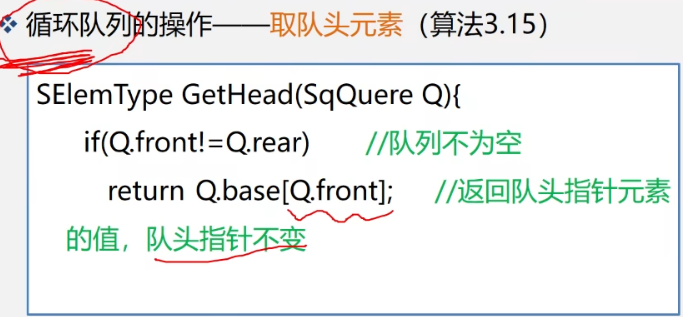 ❖ 循环队列的操作——取队头元素（算法3.15）
SElemType GetHead(SqQuere Q){
if(Q.front!=Q.rear) //队列不为空
return Q.base[Q.front]; //返回队头指针元素
的值，队头指针不变